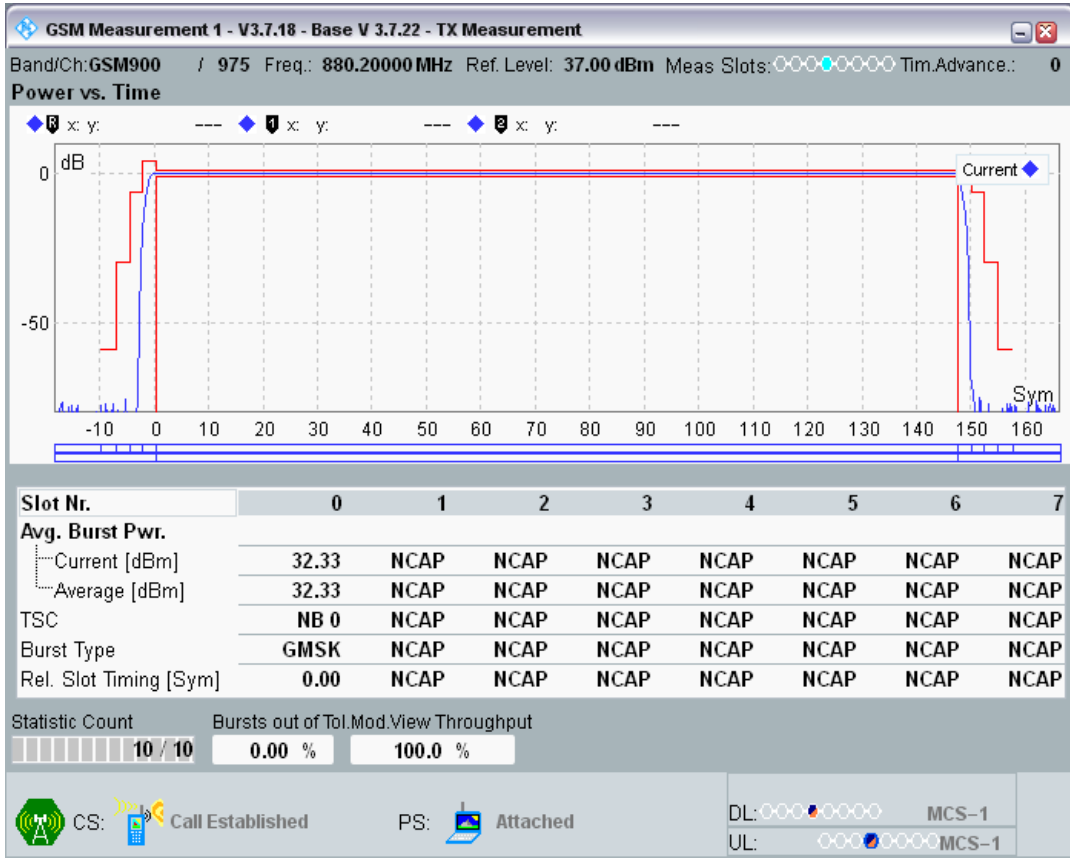 GSM Measurement 1 - V3.7.18 - Base V 3.7.22 - TX Measurement
Band/Ch:GSM900 / 975 Freq.: 880.20000 MHz Ref. Level: 37.00 dBm Meas Slots: Tim.Advance.: 0
Power vs. Time
R x: y: --- 1 x: y: --- 2 x: y: ---
dB
Current
0
-50
Sym
-10 0 10 20 30 40 50 60 70 80 90 100 110 120 130 140 150 160
Slot Nr. 0 1 2 3 4 5 6 7
Avg. Burst Pwr.
Current [dBm] 32.33 NCAP NCAP NCAP NCAP NCAP NCAP NCAP
Average [dBm] 32.33 NCAP NCAP NCAP NCAP NCAP NCAP NCAP
TSC NB 0 NCAP NCAP NCAP NCAP NCAP NCAP NCAP
Burst Type GMSK NCAP NCAP NCAP NCAP NCAP NCAP NCAP
Rel. Slot Timing [Sym] 0.00 NCAP NCAP NCAP NCAP NCAP NCAP NCAP
Statistic Count Bursts out of Tol.Mod.View Throughput
10 / 10 0.00 % 100.0 %
CS: Call Established PS: Attached
DL: MCS-1
UL: MCS-1